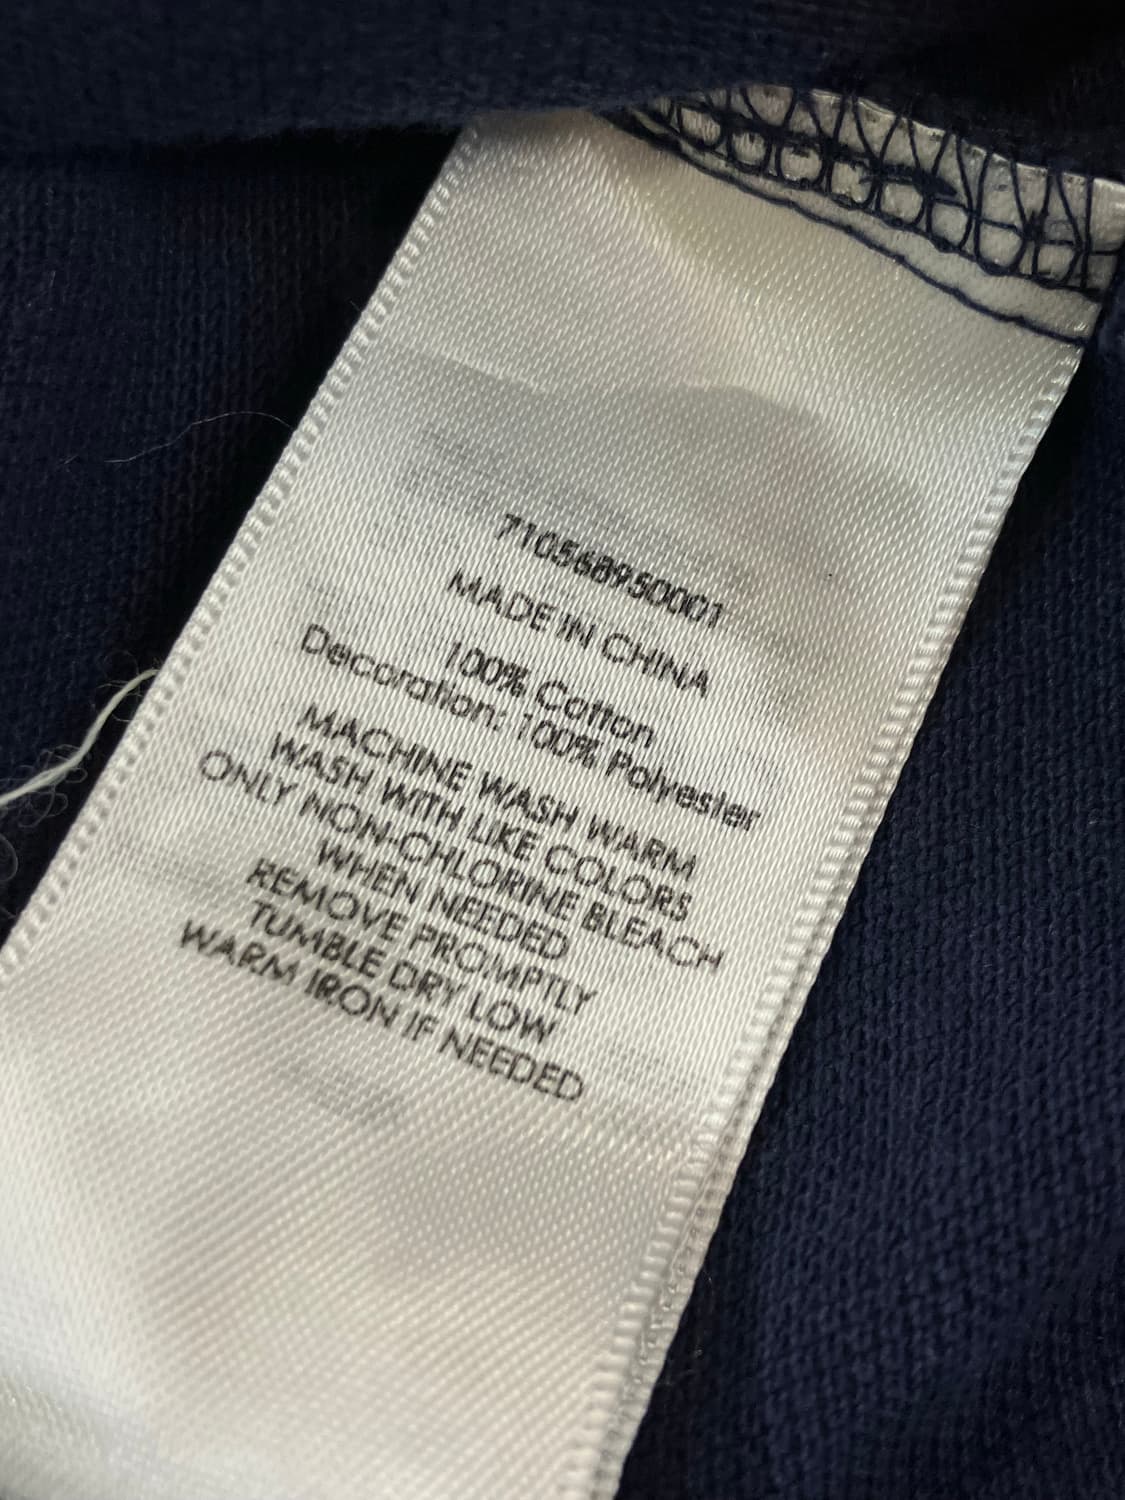 710568950001
MADE IN CHINA
100% Cotton
Decoration: 100% Polyester
MACHINE WASH WARM
WASH WITH LIKE COLORS
ONLY NON-CHLORINE BLEACH
WHEN NEEDED
REMOVE PROMPTLY
TUMBLE DRY LOW
WARM IRON IF NEEDED